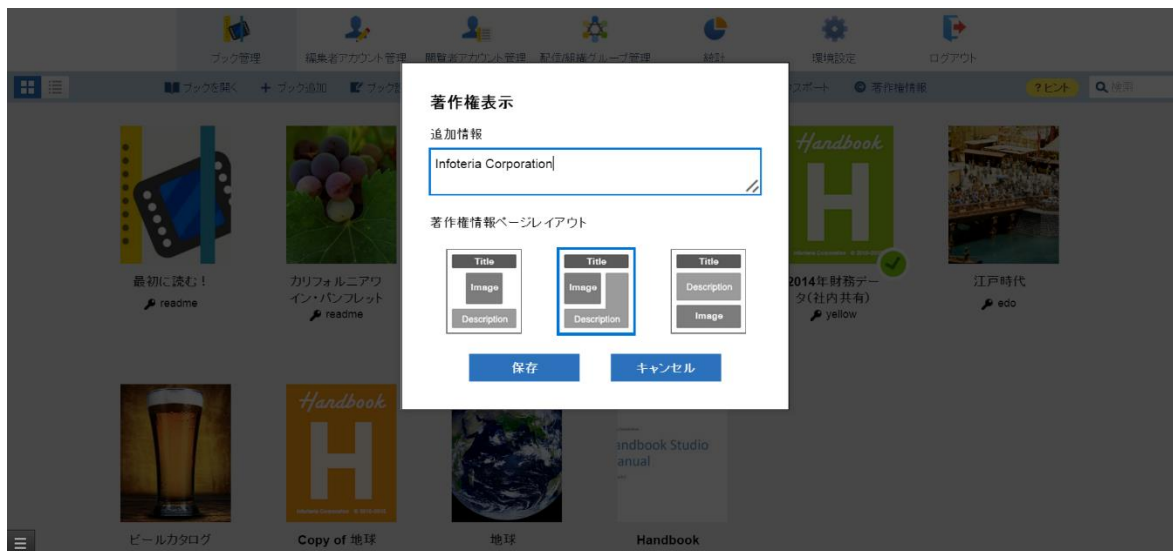 ブック管理
編集者アカウント管理
閲覧者アカウント管理
配信/組織グループ管理
統計
環境設定
ログアウト
ブックを開く
ブック追加
著作権情報
?ヒント
検索
著作権表示
追加情報
Infoteria Corporation
著作権情報ページレイアウト
Title
Image
Description
Title
Image
Description
Title
Description
Image
保存
キャンセル
最初に読む!
readme
カリフォルニアワ
イン・パンフレット
readme
Handbook
H
2014年財務デー
タ(社内共有)
yellow
江戸時代
edo
ビールカタログ
Handbook
H
Copy of 地球
地球
Handbook Studio
Manual
Handbook